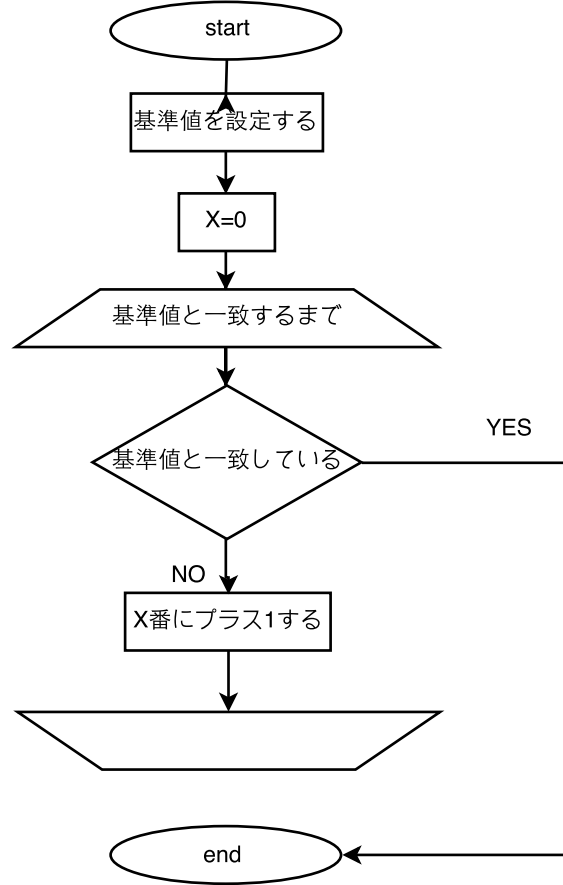 start
基準値を設定する
X=0
基準値と一致するまで
基準値と一致している
YES
NO
X番にプラス1する
end